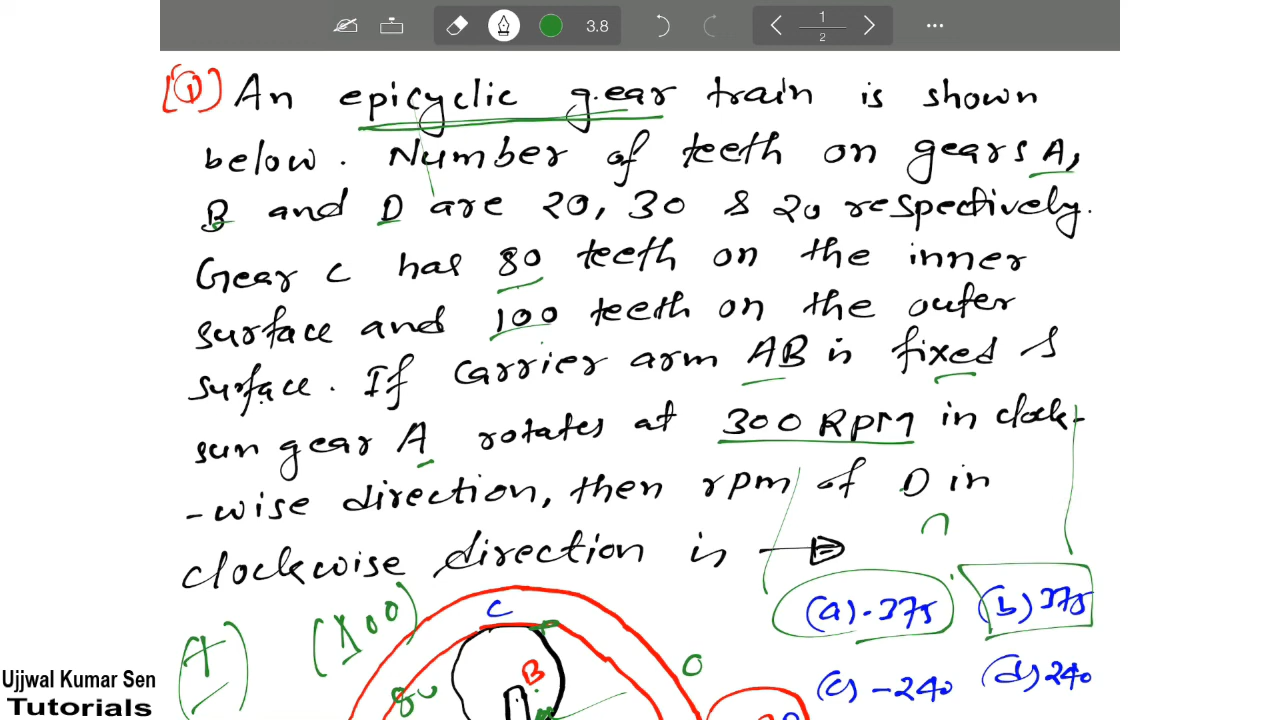 3.8
1
2
(1) An epicyclic gear train is shown
below. Number of teeth on gears A,
B and D are 20, 30 & 20 respectively.
Gear C has 80 teeth on the inner
surface and 100 teeth on the outer
surface. If carrier arm AB is fixed &
sun gear A rotates at 300 RPM in clock-
-wise direction, then rpm of D in
clockwise direction is →
(a) -375 (b) 375
(c) -240 (d) 240
C
B
80
Ujjwal Kumar Sen
Tutorials